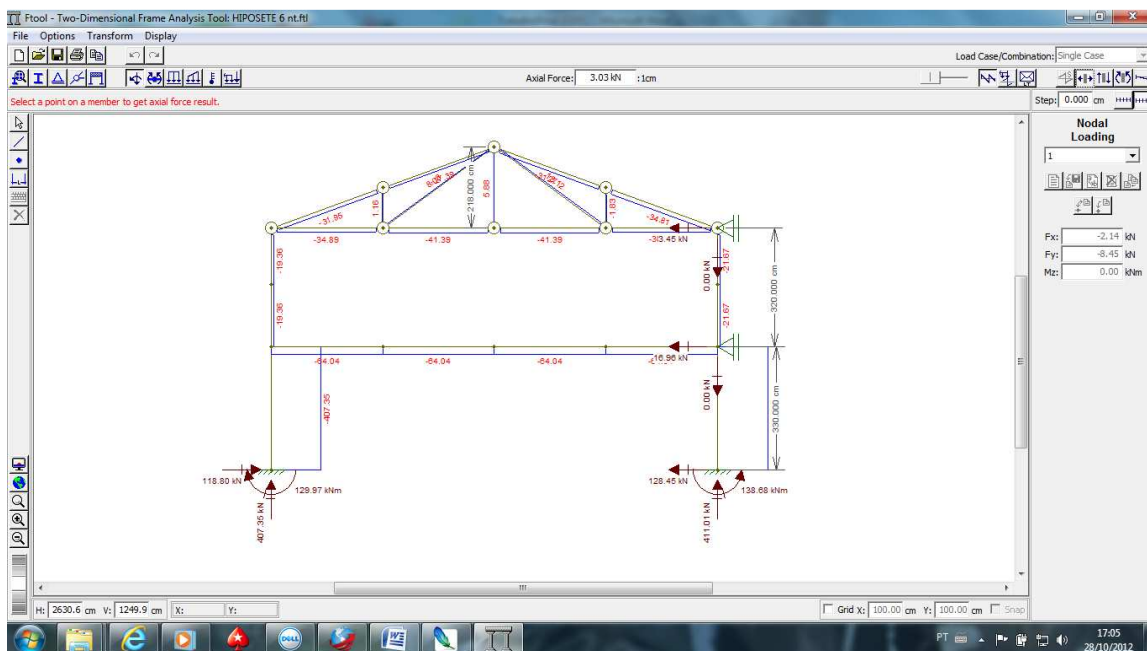 Ftool - Two-Dimensional Frame Analysis Tool: HIPOSETE 6 nt.ftl
File Options Transform Display
Load Case/Combination: Single Case
Axial Force: 3.03 kN :1cm
Select a point on a member to get axial force result.
Step: 0.000 cm
Nodal
Loading
1
Fx: -2.14 kN
Fy: -8.45 kN
Mz: 0.00 kNm
218.000 cm
5.88
1.16
-1.83
-31.95
-34.81
-34.89
-41.39
-41.39
3.45 kN
-19.36
-21.67
0.00 kN
320.000 cm
-19.36
-21.67
-64.04
-64.04
-64.04
16.96 kN
-407.35
0.00 kN
330.000 cm
118.80 kN
129.97 kNm
128.45 kN
138.68 kNm
407.35 kN
411.01 kN
H: 2630.6 cm V: 1249.9 cm X: Y:
Grid X: 100.00 cm Y: 100.00 cm Snap
DELL
PT
17:05
28/10/2012